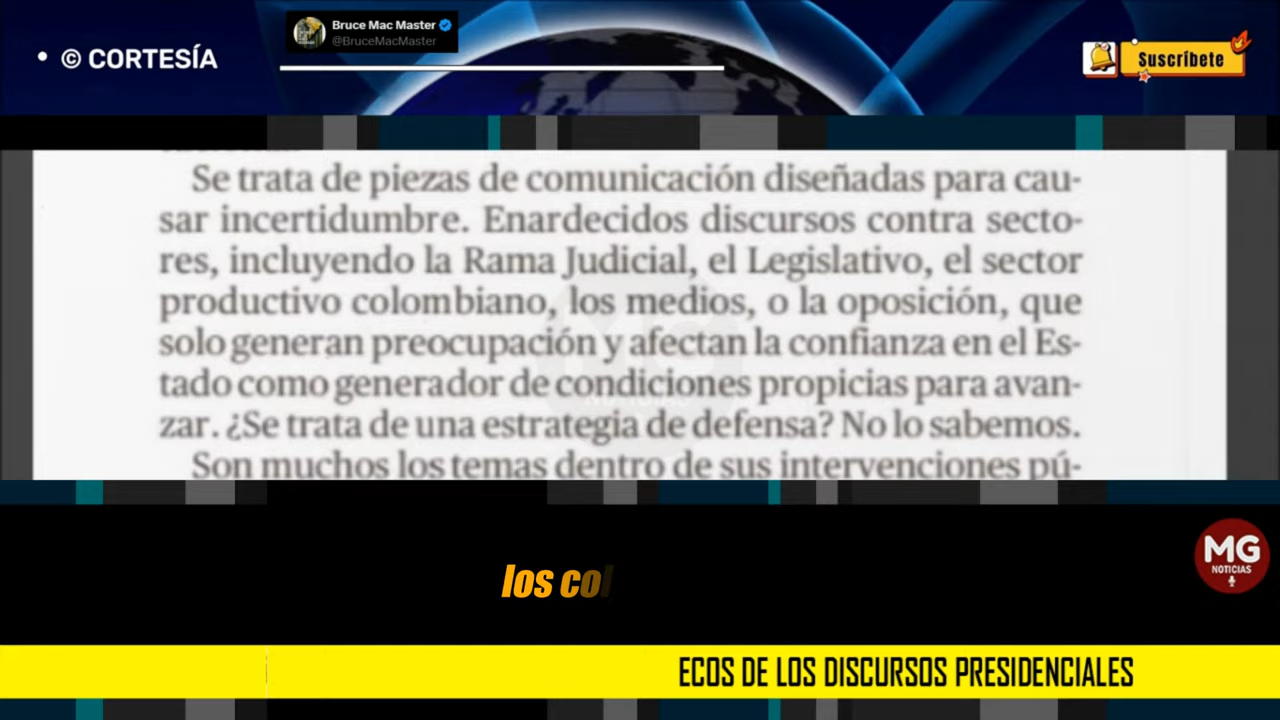 Bruce Mac Master
@BruceMacMaster
• © CORTESÍA
Suscríbete
Se trata de piezas de comunicación diseñadas para cau-
sar incertidumbre. Enardecidos discursos contra secto-
res, incluyendo la Rama Judicial, el Legislativo, el sector
productivo colombiano, los medios, o la oposición, que
solo generan preocupación y afectan la confianza en el Es-
tado como generador de condiciones propicias para avan-
zar. ¿Se trata de una estrategia de defensa? No lo sabemos.
Son muchos los temas dentro de sus intervenciones pú-
MG
NOTICIAS
los col
ECOS DE LOS DISCURSOS PRESIDENCIALES